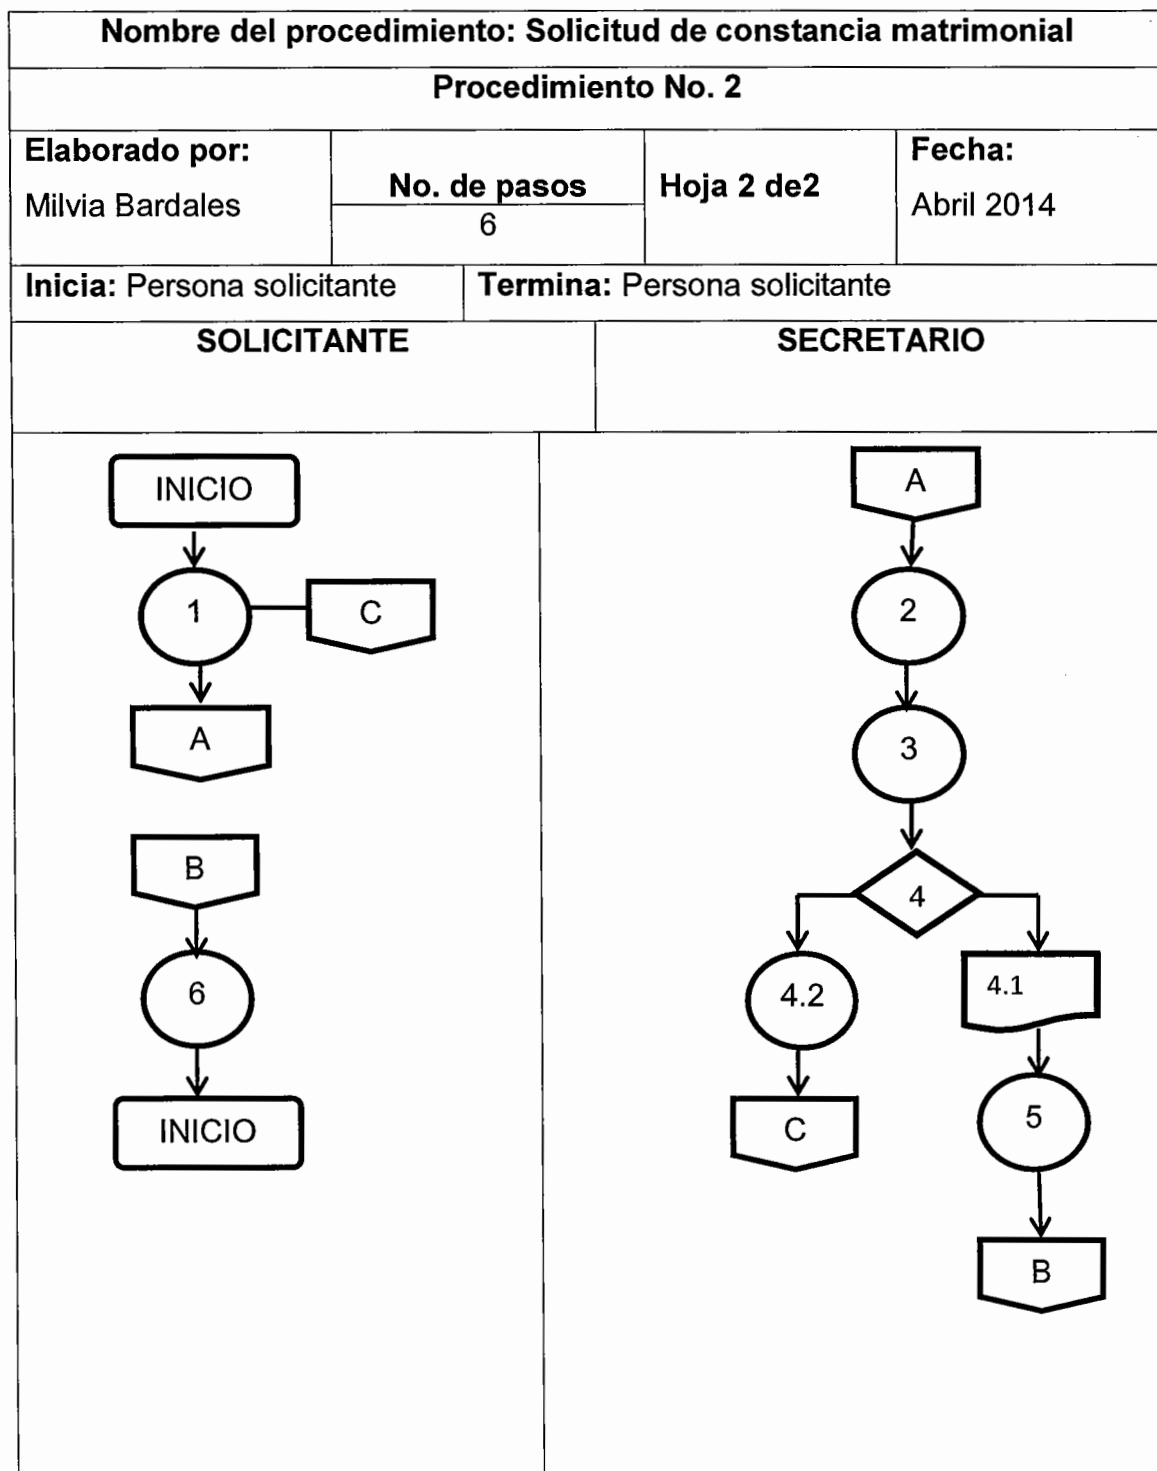 Nombre del procedimiento: Solicitud de constancia matrimonial
Procedimiento No. 2
Elaborado por:
Milvia Bardales
No. de pasos
6
Hoja 2 de2
Fecha:
Abril 2014
Inicia: Persona solicitante
Termina: Persona solicitante
SOLICITANTE
SECRETARIO
INICIO
1
C
A
B
6
INICIO
A
2
3
4
4.2
4.1
C
5
B